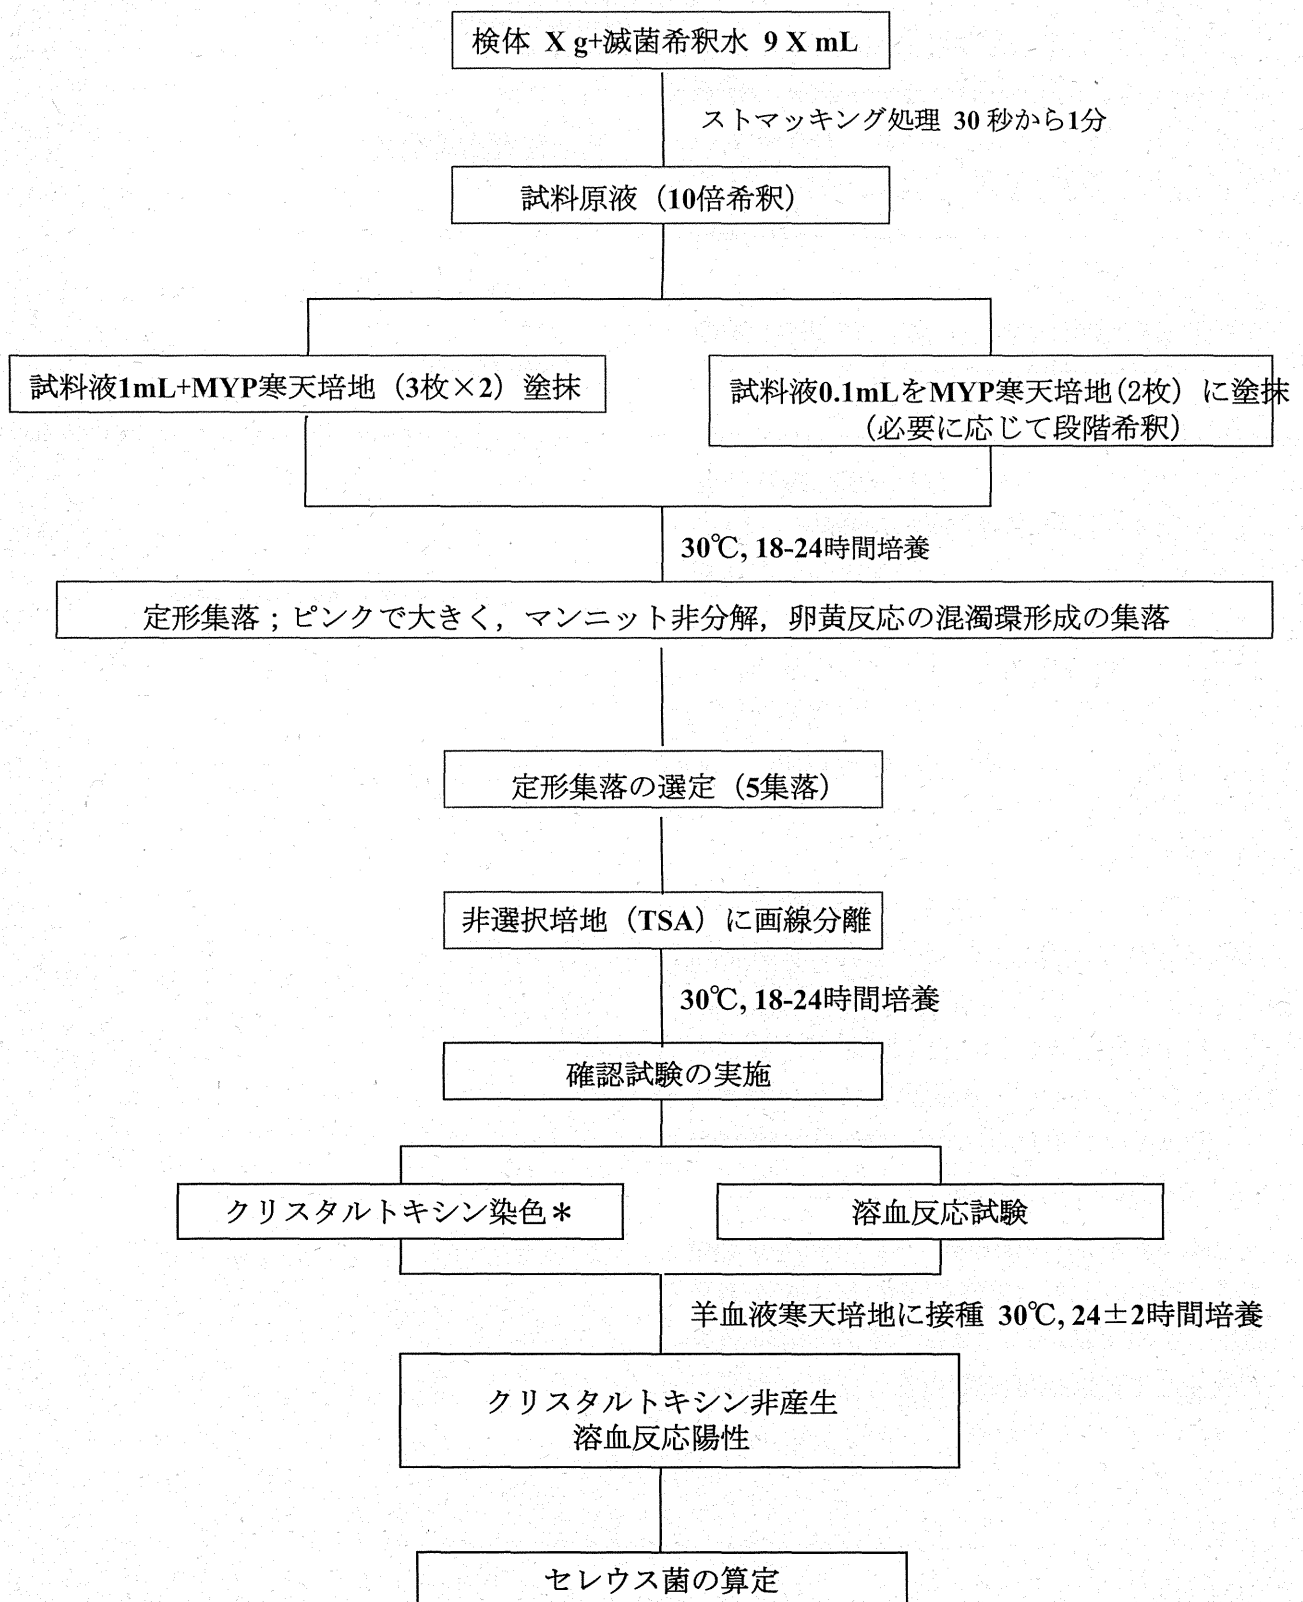 検体 X g+滅菌希釈水 9 X mL
ストマッキング処理 30 秒から1分
試料原液（10倍希釈）
試料液1mL+MYP寒天培地（3枚×2）塗抹
試料液0.1mLをMYP寒天培地(2枚）に塗抹
（必要に応じて段階希釈）
30℃, 18-24時間培養
定形集落；ピンクで大きく，マンニット非分解，卵黄反応の混濁環形成の集落
定形集落の選定（5集落）
非選択培地（TSA）に画線分離
30℃, 18-24時間培養
確認試験の実施
クリスタルトキシン染色＊
溶血反応試験
羊血液寒天培地に接種 30℃, 24±2時間培養
クリスタルトキシン非産生
溶血反応陽性
セレウス菌の算定